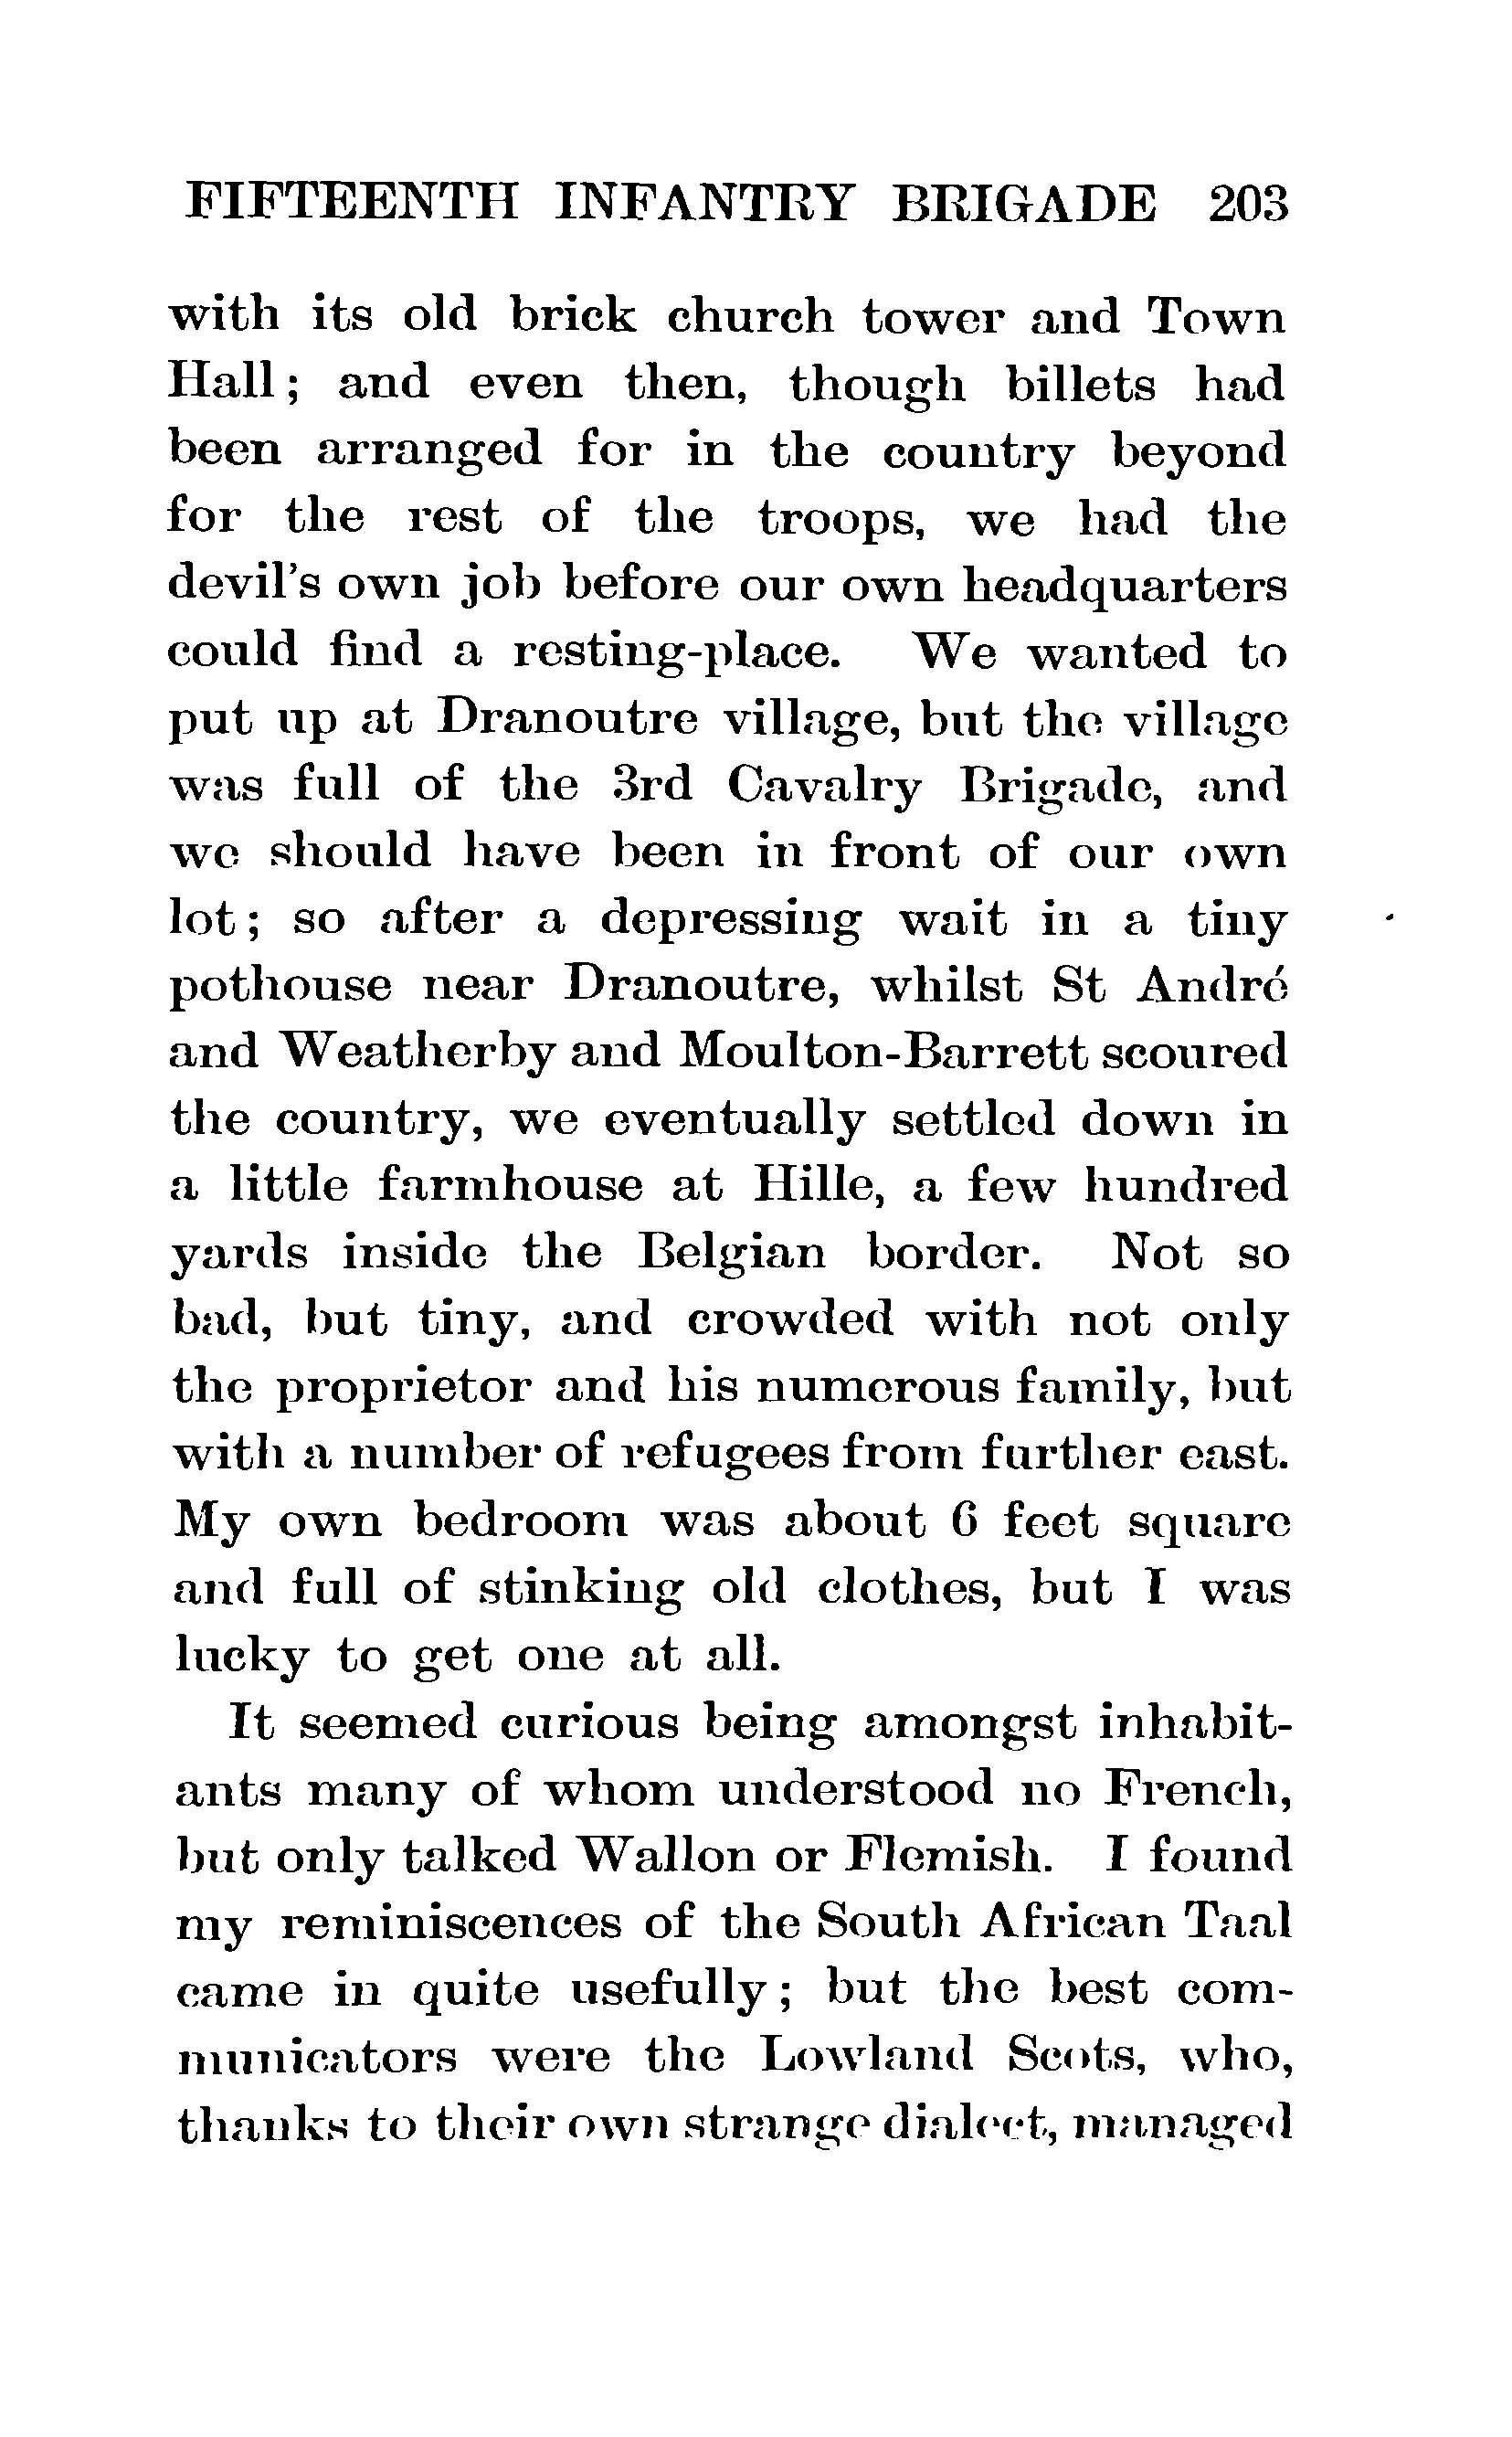 FIFTEENTH INFANTRY BRIGADE 203
with its old brick church tower and Town
Hall; and even then, though billets had
been arranged for in the country beyond
for the rest of the troops, we had the
devil's own job before our own headquarters
could find a resting-place. We wanted to
put up at Dranoutre village, but the village
was full of the 3rd Cavalry Brigade, and
we should have been in front of our own
lot; so after a depressing wait in a tiny
pothouse near Dranoutre, whilst St André
and Weatherby and Moulton-Barrett scoured
the country, we eventually settled down in
a little farmhouse at Hille, a few hundred
yards inside the Belgian border. Not so
bad, but tiny, and crowded with not only
the proprietor and his numerous family, but
with a number of refugees from further east.
My own bedroom was about 6 feet square
and full of stinking old clothes, but I was
lucky to get one at all.
It seemed curious being amongst inhabit-
ants many of whom understood no French,
but only talked Wallon or Flemish. I found
my reminiscences of the South African Taal
came in quite usefully; but the best com-
municators were the Lowland Scots, who,
thanks to their own strange dialect, managed